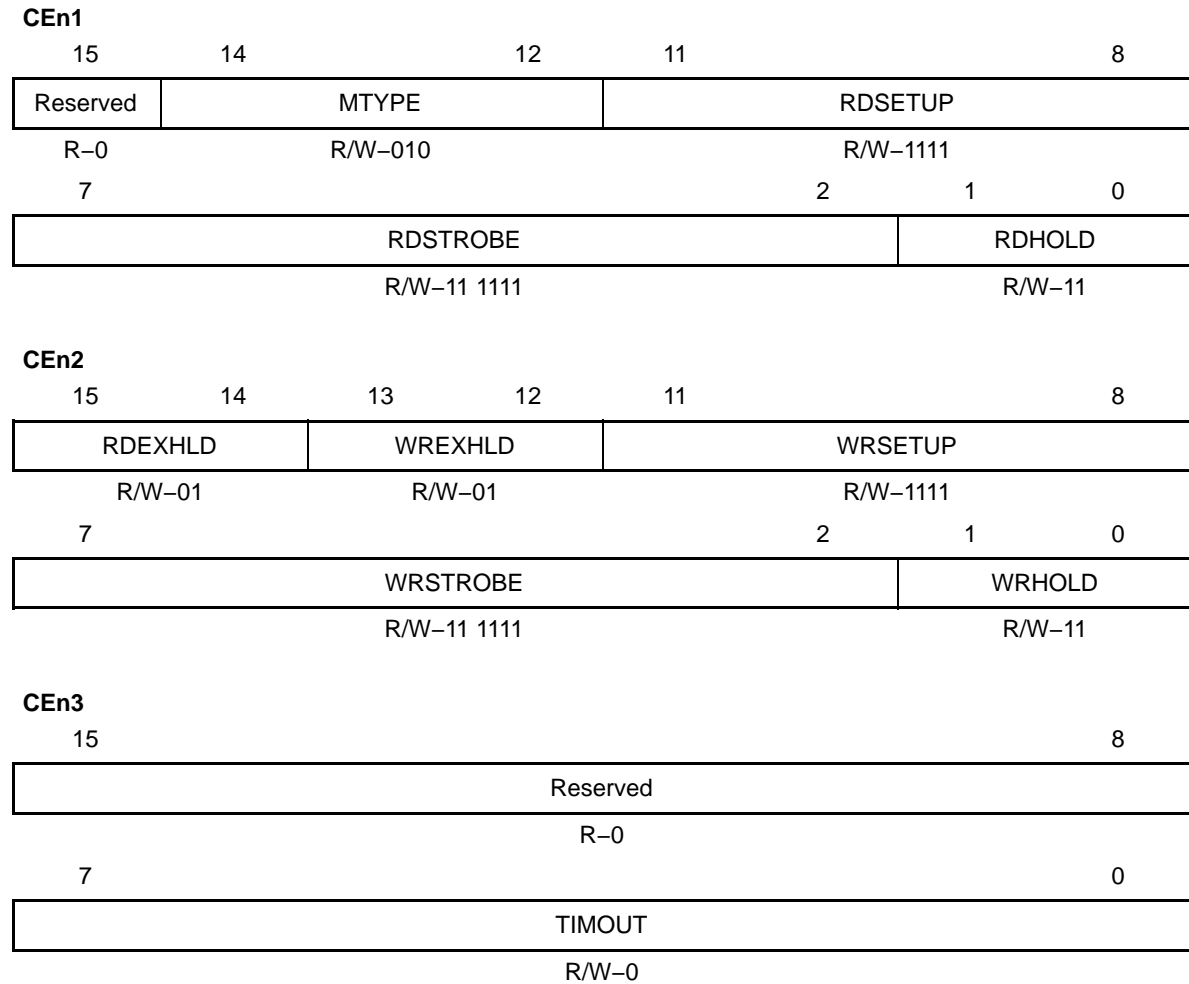 CEn1
15 14 12 11 8
Reserved MTYPE RDSETUP
R−0 R/W−010 R/W−1111
7 2 1 0
RDSTROBE RDHOLD
R/W−11 1111 R/W−11
CEn2
15 14 13 12 11 8
RDEXHLD WREXHLD WRSETUP
R/W−01 R/W−01 R/W−1111
7 2 1 0
WRSTROBE WRHOLD
R/W−11 1111 R/W−11
CEn3
15 8
Reserved
R−0
7 0
TIMOUT
R/W−0